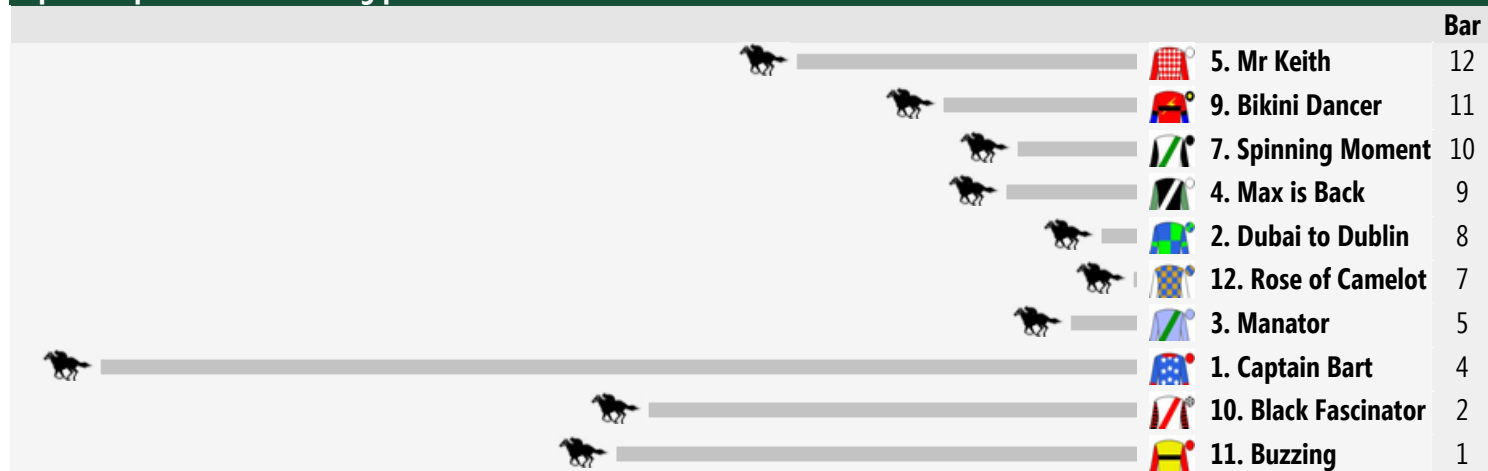 Bar
5. Mr Keith 12
9. Bikini Dancer 11
7. Spinning Moment 10
4. Max is Back 9
2. Dubai to Dublin 8
12. Rose of Camelot 7
3. Manator 5
1. Captain Bart 4
10. Black Fascinator 2
11. Buzzing 1